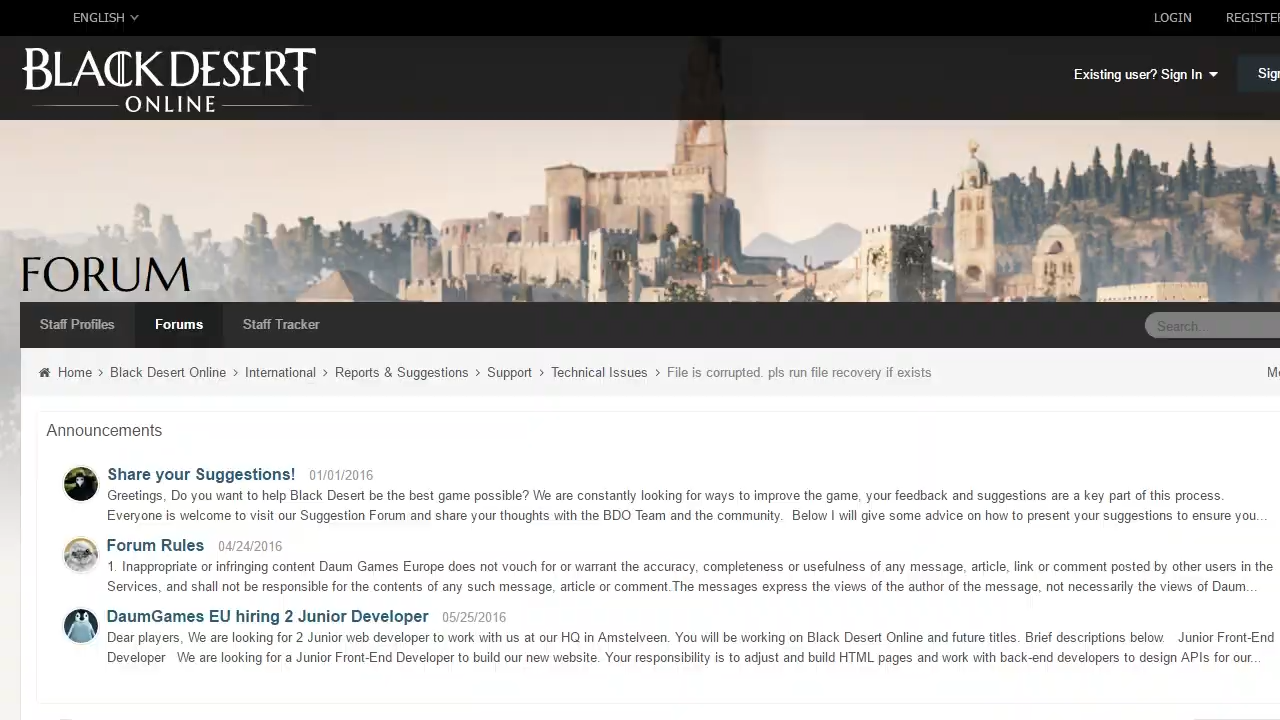 ENGLISH
LOGIN
BLACK DESERT
ONLINE
Existing user? Sign In
FORUM
Staff Profiles
Forums
Staff Tracker
Search...
Home > Black Desert Online > International > Reports & Suggestions > Support > Technical Issues > File is corrupted. pls run file recovery if exists
Announcements
Share your Suggestions! 01/01/2016
Greetings, Do you want to help Black Desert be the best game possible? We are constantly looking for ways to improve the game, your feedback and suggestions are a key part of this process.
Everyone is welcome to visit our Suggestion Forum and share your thoughts with the BDO Team and the community.  Below I will give some advice on how to present your suggestions to ensure you...
Forum Rules 04/24/2016
1. Inappropriate or infringing content Daum Games Europe does not vouch for or warrant the accuracy, completeness or usefulness of any message, article, link or comment posted by other users in the
Services, and shall not be responsible for the contents of any such message, article or comment.The messages express the views of the author of the message, not necessarily the views of Daum...
DaumGames EU hiring 2 Junior Developer 05/25/2016
Dear players, We are looking for 2 Junior web developer to work with us at our HQ in Amstelveen. You will be working on Black Desert Online and future titles. Brief descriptions below.   Junior Front-End
Developer   We are looking for a Junior Front-End Developer to build our new website. Your responsibility is to adjust and build HTML pages and work with back-end developers to design APIs for our...